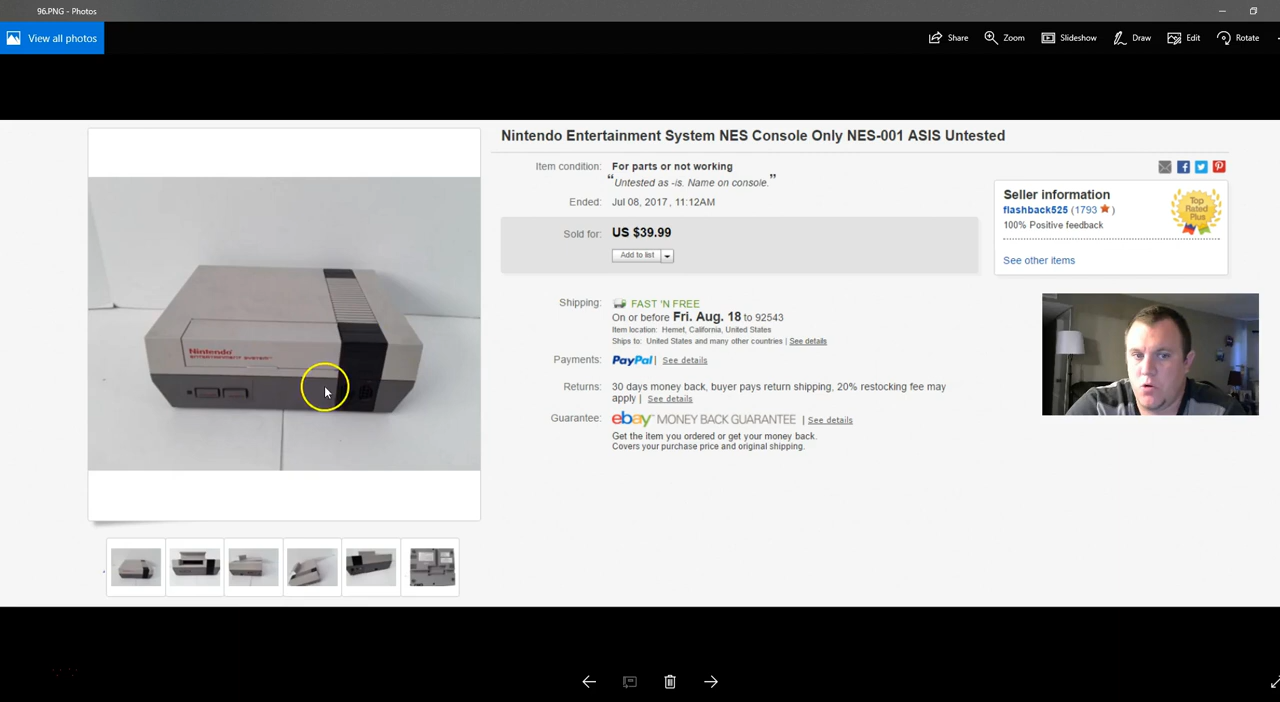 96.PNG - Photos
View all photos
Share
Zoom
Slideshow
Draw
Edit
Rotate
Nintendo Entertainment System NES Console Only NES-001 ASIS Untested
Item condition: For parts or not working
“Untested as -is. Name on console.”
Ended: Jul 08, 2017 , 11:12AM
Sold for: US $39.99
Add to list
Shipping: FAST 'N FREE
On or before Fri. Aug. 18 to 92543
Item location: Hemet, California, United States
Ships to: United States and many other countries | See details
Payments: PayPal | See details
Returns: 30 days money back, buyer pays return shipping, 20% restocking fee may
apply | See details
Guarantee: ebay MONEY BACK GUARANTEE | See details
Get the item you ordered or get your money back.
Covers your purchase price and original shipping.
Seller information
flashback525 (1793 )
100% Positive feedback
See other items
Top
Rated
Plus
Nintendo
ENTERTAINMENT SYSTEM